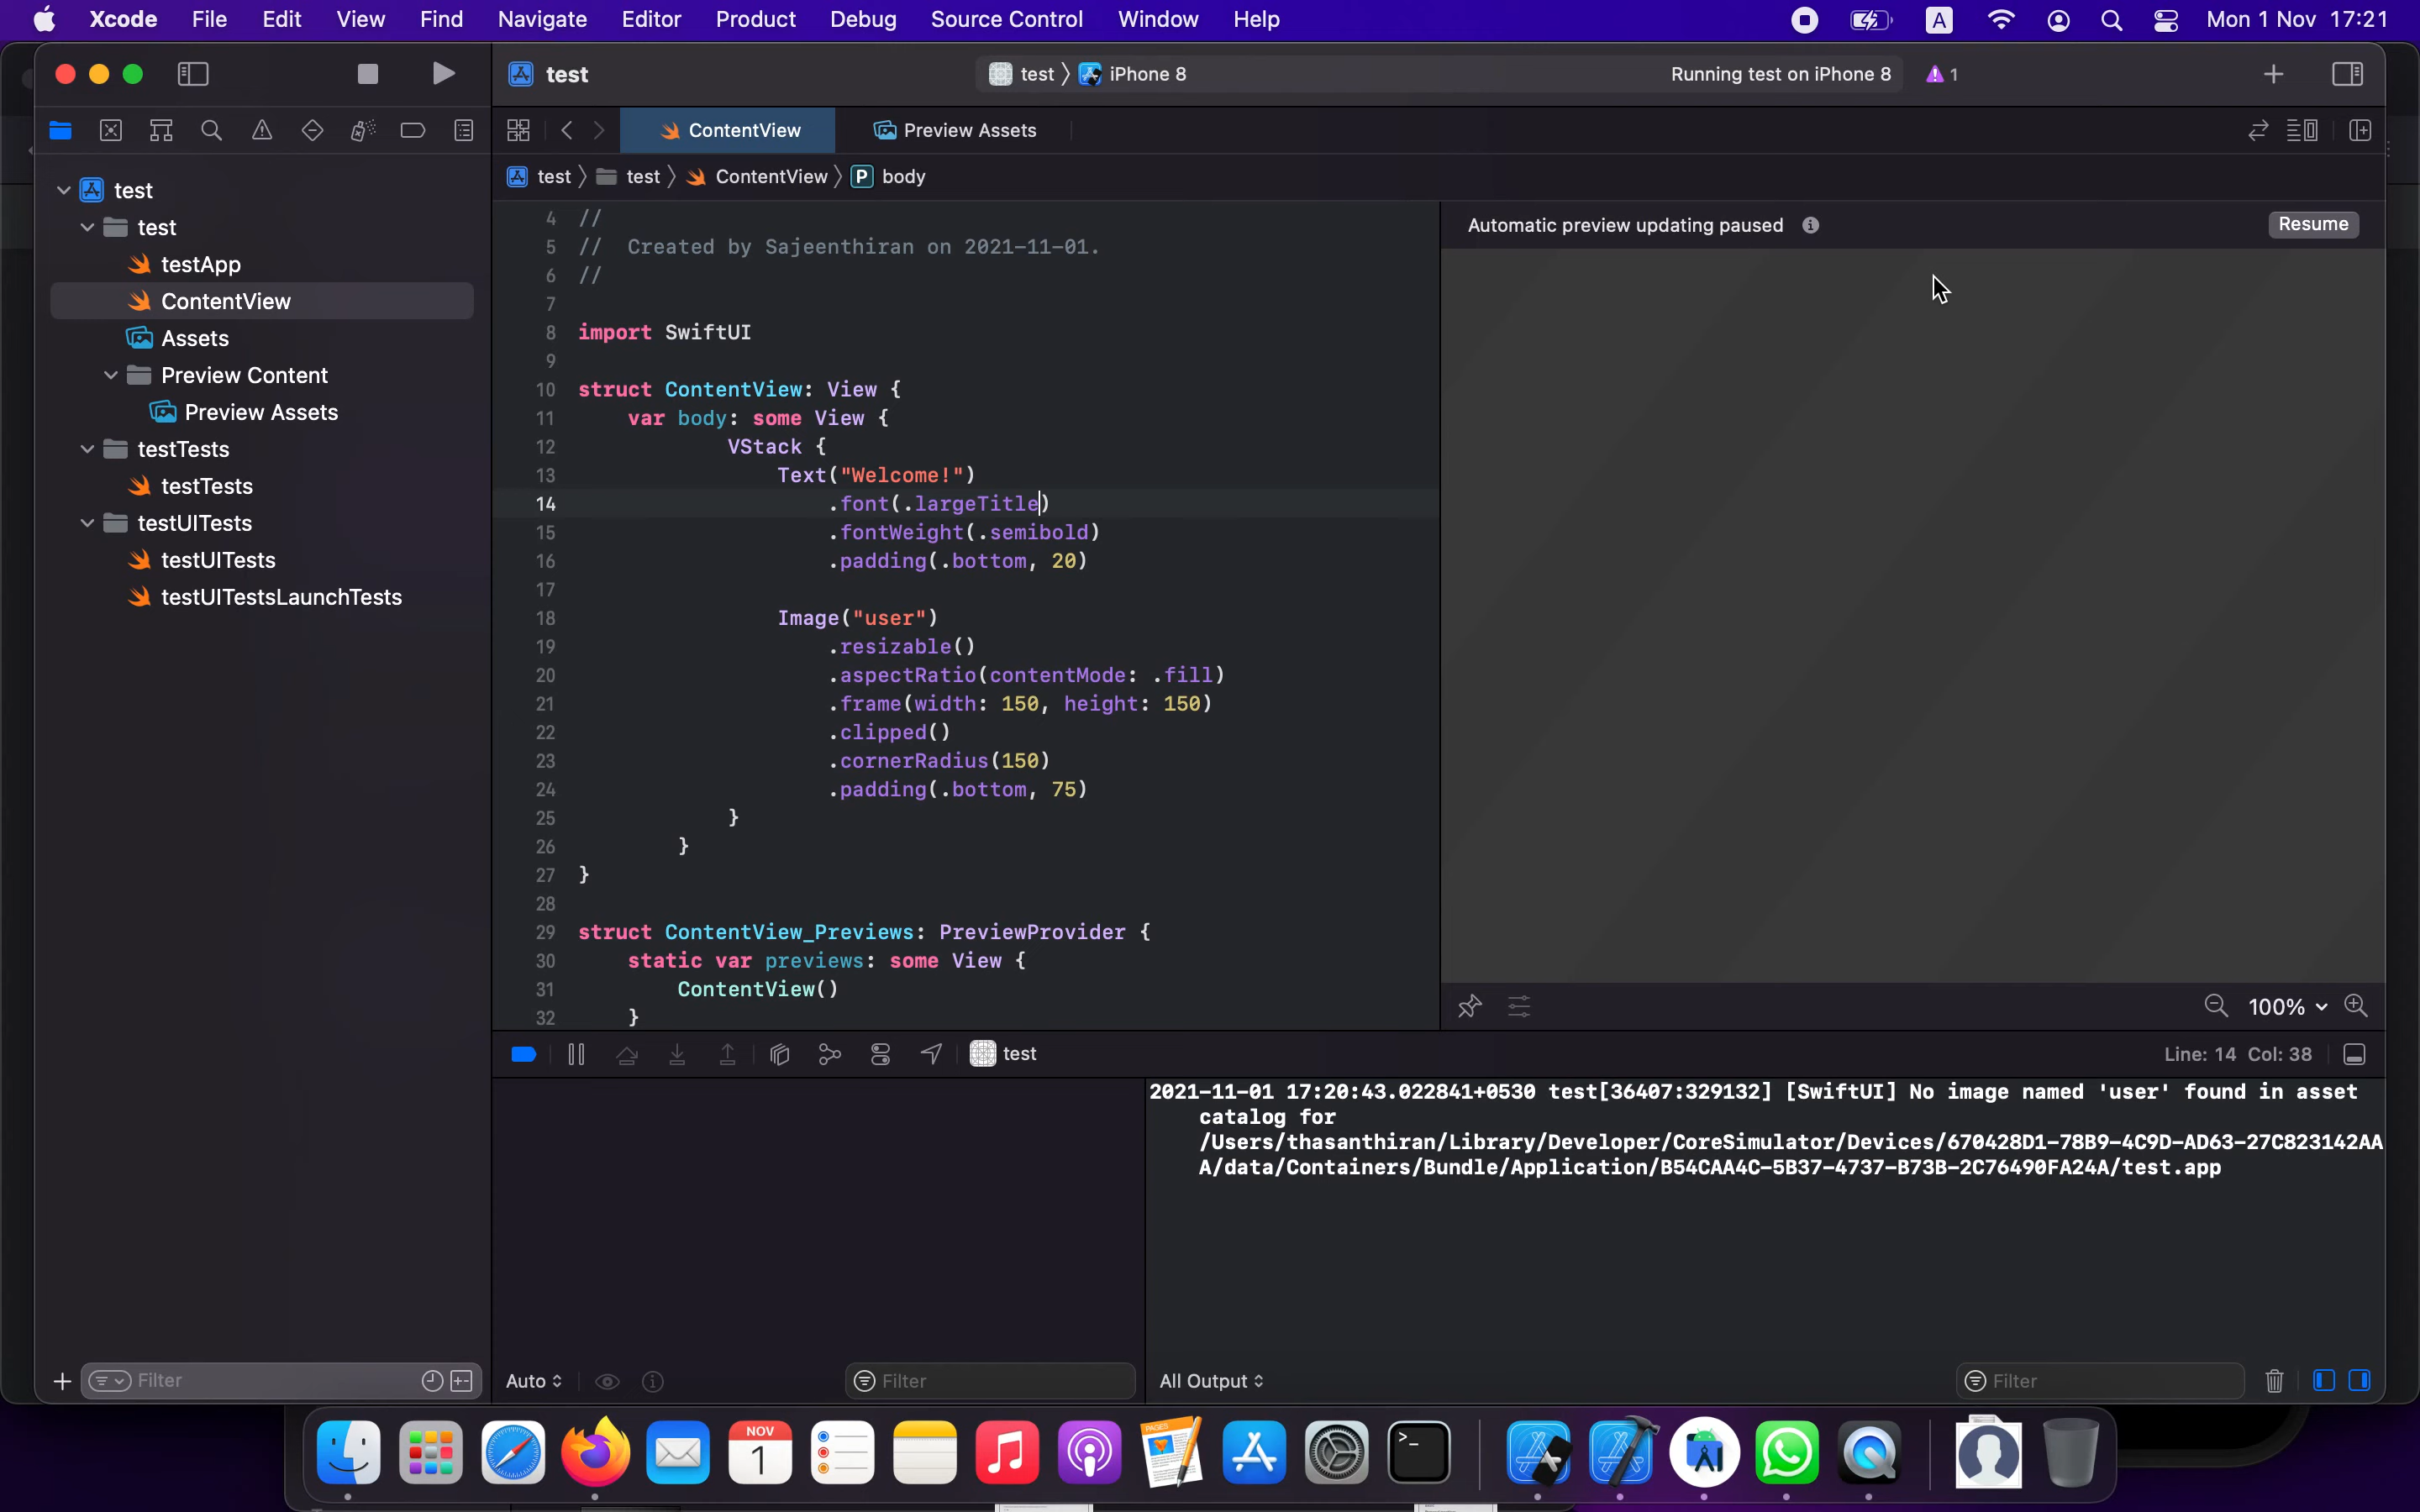 Xcode File Edit View Find Navigate Editor Product Debug Source Control Window Help A Mon 1 Nov 17:21
test test 〉 iPhone 8 Running test on iPhone 8 1
ContentView Preview Assets
test 〉 test 〉 ContentView 〉 P body
test
test
testApp
ContentView
Assets
Preview Content
Preview Assets
testTests
testTests
testUITests
testUITests
testUITestsLaunchTests
Filter
4 //
5 // Created by Sajeenthiran on 2021-11-01.
6 //
7
8 import SwiftUI
9
10 struct ContentView: View {
11 var body: some View {
12 VStack {
13 Text("Welcome!")
14 .font(.largeTitle)
15 .fontWeight(.semibold)
16 .padding(.bottom, 20)
17
18 Image("user")
19 .resizable()
20 .aspectRatio(contentMode: .fill)
21 .frame(width: 150, height: 150)
22 .clipped()
23 .cornerRadius(150)
24 .padding(.bottom, 75)
25 }
26 }
27 }
28
29 struct ContentView_Previews: PreviewProvider {
30 static var previews: some View {
31 ContentView()
32 }
Automatic preview updating paused Resume
100%
test Line: 14 Col: 38
2021-11-01 17:20:43.022841+0530 test[36407:329132] [SwiftUI] No image named 'user' found in asset
catalog for
/Users/thasanthiran/Library/Developer/CoreSimulator/Devices/670428D1-78B9-4C9D-AD63-27C823142AA
A/data/Containers/Bundle/Application/B54CAA4C-5B37-4737-B73B-2C76490FA24A/test.app
Auto Filter All Output Filter
NOV
1
PAGES
>_